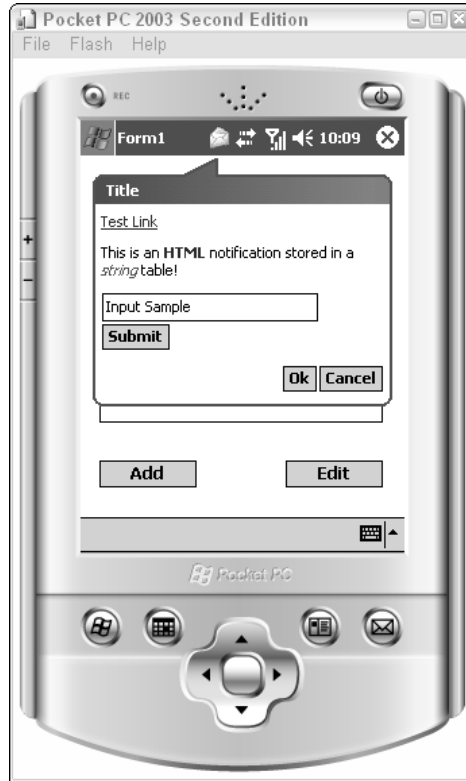 Pocket PC 2003 Second Edition
File Flash Help
REC
Form1 10:09
Title
Test Link
This is an HTML notification stored in a
string table!
Input Sample
Submit
Ok Cancel
Add Edit
Pocket PC